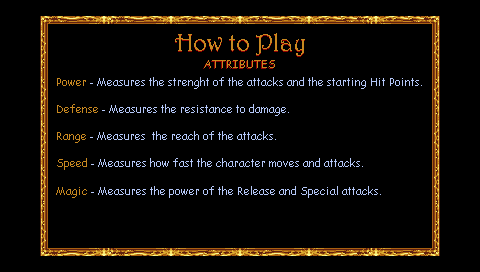 How to Play
ATTRIBUTES
Power - Measures the strenght of the attacks and the starting Hit Points.
Defense - Measures the resistance to damage.
Range - Measures the reach of the attacks.
Speed - Measures how fast the character moves and attacks.
Magic - Measures the power of the Release and Special attacks.